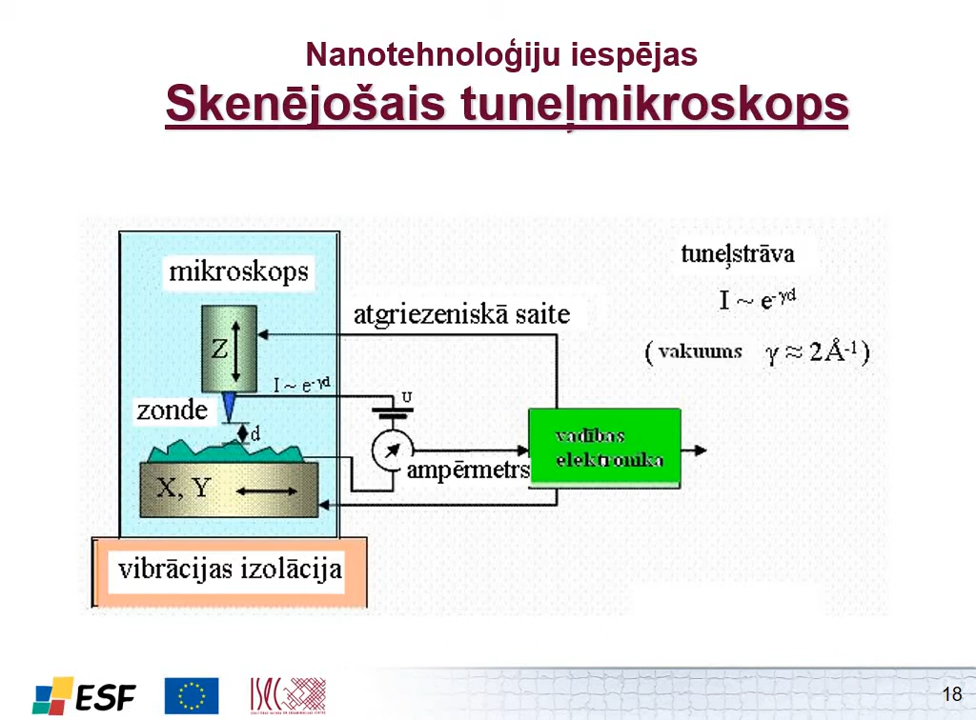 Nanotehnoloģiju iespējas
Skenējošais tuneļmikroskops
mikroskops
tuneļstrāva
I ~ e-γd
( vakuums γ ≈ 2Å-1)
atgriezeniskā saite
Z
I ~ e-γd
U
zonde
d
vadības
elektronika
ampērmetrs
X, Y
vibrācijas izolācija
ESF
18